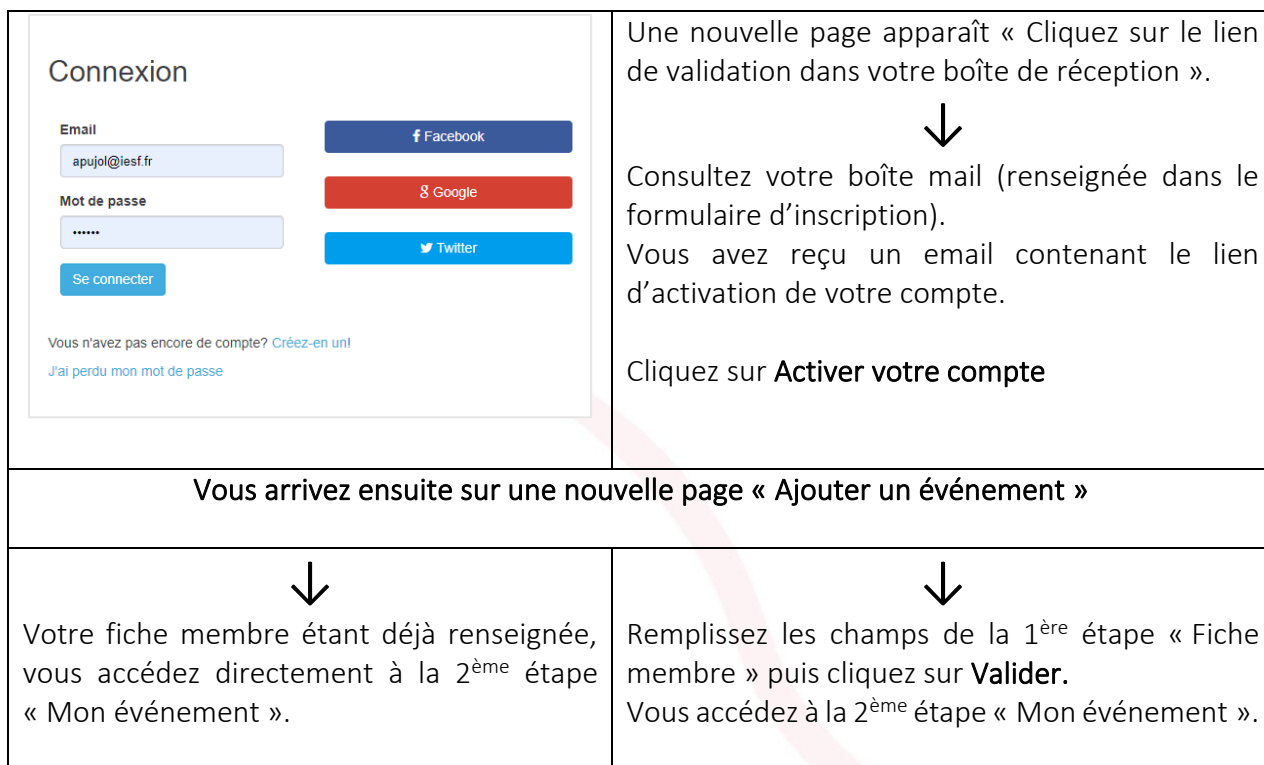 Connexion
Email
apujol@iesf.fr
Mot de passe
••••••
Se connecter
f Facebook
g Google
Twitter
Vous n'avez pas encore de compte? Créez-en un!
J'ai perdu mon mot de passe
Une nouvelle page apparaît « Cliquez sur le lien
de validation dans votre boîte de réception ».
↓
Consultez votre boîte mail (renseignée dans le
formulaire d’inscription).
Vous avez reçu un email contenant le lien
d’activation de votre compte.
Cliquez sur Activer votre compte
Vous arrivez ensuite sur une nouvelle page « Ajouter un événement »
↓
Votre fiche membre étant déjà renseignée,
vous accédez directement à la 2ème étape
« Mon événement ».
↓
Remplissez les champs de la 1ère étape « Fiche
membre » puis cliquez sur Valider.
Vous accédez à la 2ème étape « Mon événement ».